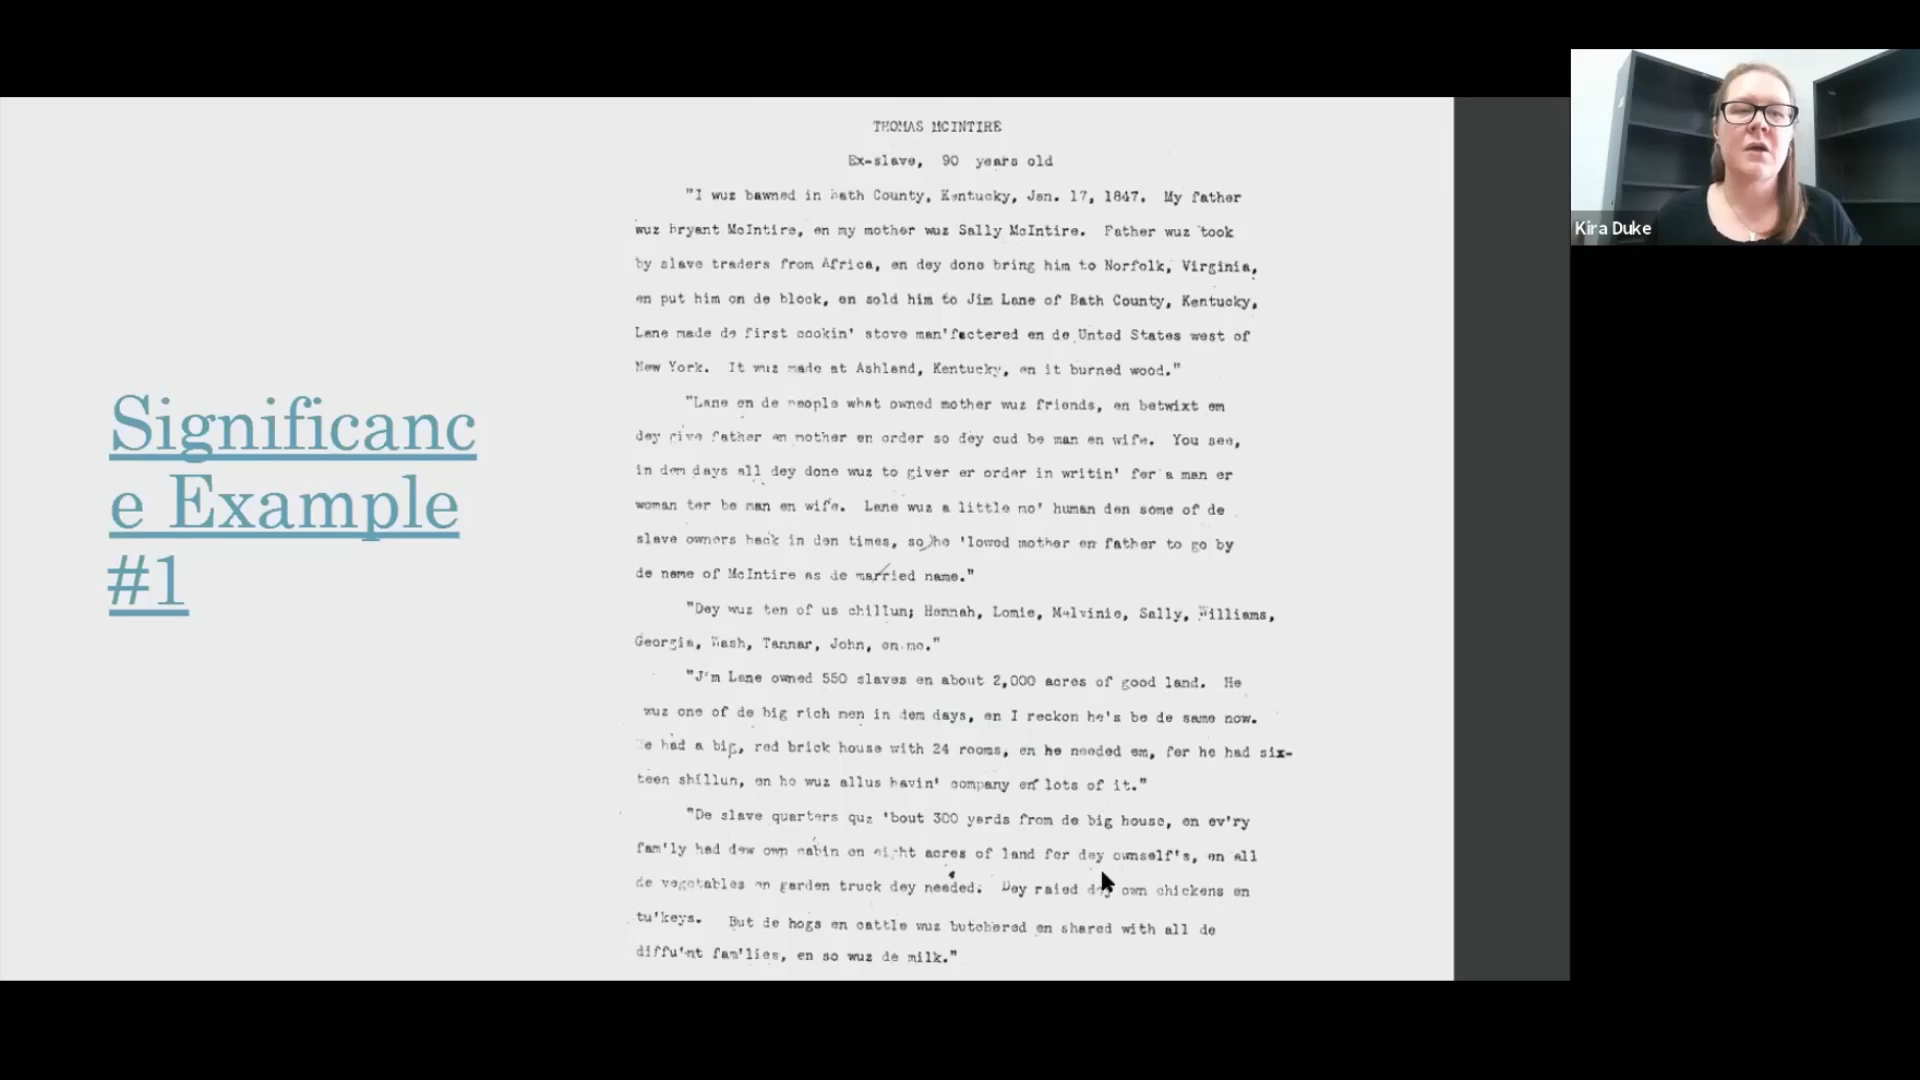 Significanc
e Example
#1
THOMAS MCINTIRE
Ex-slave, 90 years old
"I wuz bawned in Bath County, Kentucky, Jan. 17, 1847. My father
wuz bryant McIntire, en my mother wuz Sally McIntire. Father wuz took
by slave traders from Africa, en dey done bring him to Norfolk, Virginia,
en put him on de block, en sold him to Jim Lane of Bath County, Kentucky,
Lane made de first cookin' stove man'factered en de Unted States west of
New York. It wuz made at Ashland, Kentucky, en it burned wood."
"Lane en de people what owned mother wuz friends, en betwixt em
dey give father en mother en order so dey cud be man en wife. You see,
in dem days all dey done wuz to giver er order in writin' fer a man er
woman ter be man en wife. Lane wuz a little mo' human den some of de
slave owners back in den times, so he 'lowed mother en father to go by
de name of McIntire as de married name."
"Dey wuz ten of us chillun; Hannah, Lomie, Melvinie, Sally, Williams,
Georgia, Wash, Tannar, John, en me."
"Jim Lane owned 550 slaves en about 2,000 acres of good land. He
wuz one of de big rich men in dem days, en I reckon he's be de same now.
He had a big, red brick house with 24 rooms, en he needed em, fer he had six-
teen shillun, en he wuz allus havin' company en lots of it."
"De slave quarters quz 'bout 300 yards from de big house, en ev'ry
fam'ly had dew own cabin en eight acres of land for dey ownself's, en all
de vegetables en garden truck dey needed. Dey raied dey own chickens en
tu'keys. But de hogs en cattle wuz butchered en shared with all de
diffu'nt fam'lies, en so wuz de milk."
Kira Duke